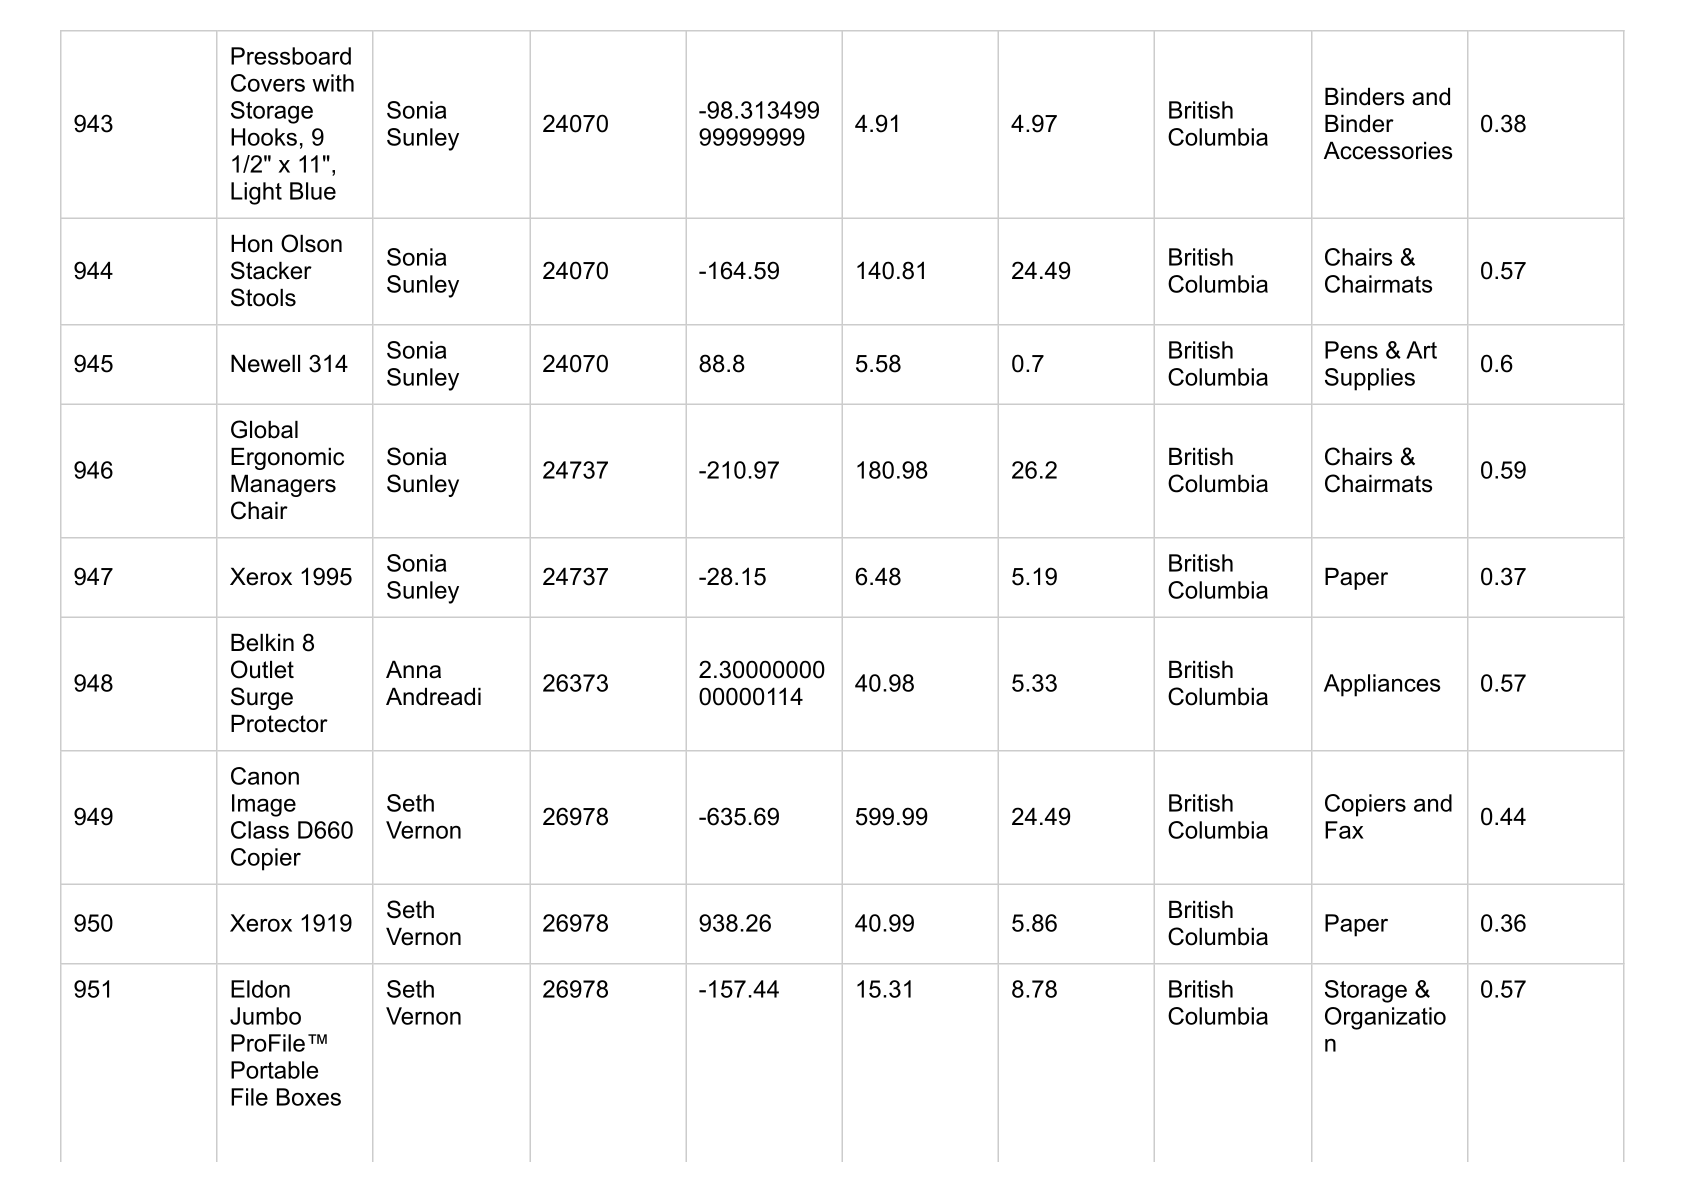 943
Pressboard
Covers with
Storage
Hooks, 9
1/2" x 11",
Light Blue
Sonia
Sunley
24070
-98.313499
99999999
4.91
4.97
British
Columbia
Binders and
Binder
Accessories
0.38
944
Hon Olson
Stacker
Stools
Sonia
Sunley
24070
-164.59
140.81
24.49
British
Columbia
Chairs &
Chairmats
0.57
945
Newell 314
Sonia
Sunley
24070
88.8
5.58
0.7
British
Columbia
Pens & Art
Supplies
0.6
946
Global
Ergonomic
Managers
Chair
Sonia
Sunley
24737
-210.97
180.98
26.2
British
Columbia
Chairs &
Chairmats
0.59
947
Xerox 1995
Sonia
Sunley
24737
-28.15
6.48
5.19
British
Columbia
Paper
0.37
948
Belkin 8
Outlet
Surge
Protector
Anna
Andreadi
26373
2.30000000
00000114
40.98
5.33
British
Columbia
Appliances
0.57
949
Canon
Image
Class D660
Copier
Seth
Vernon
26978
-635.69
599.99
24.49
British
Columbia
Copiers and
Fax
0.44
950
Xerox 1919
Seth
Vernon
26978
938.26
40.99
5.86
British
Columbia
Paper
0.36
951
Eldon
Jumbo
ProFile™
Portable
File Boxes
Seth
Vernon
26978
-157.44
15.31
8.78
British
Columbia
Storage &
Organizatio
n
0.57